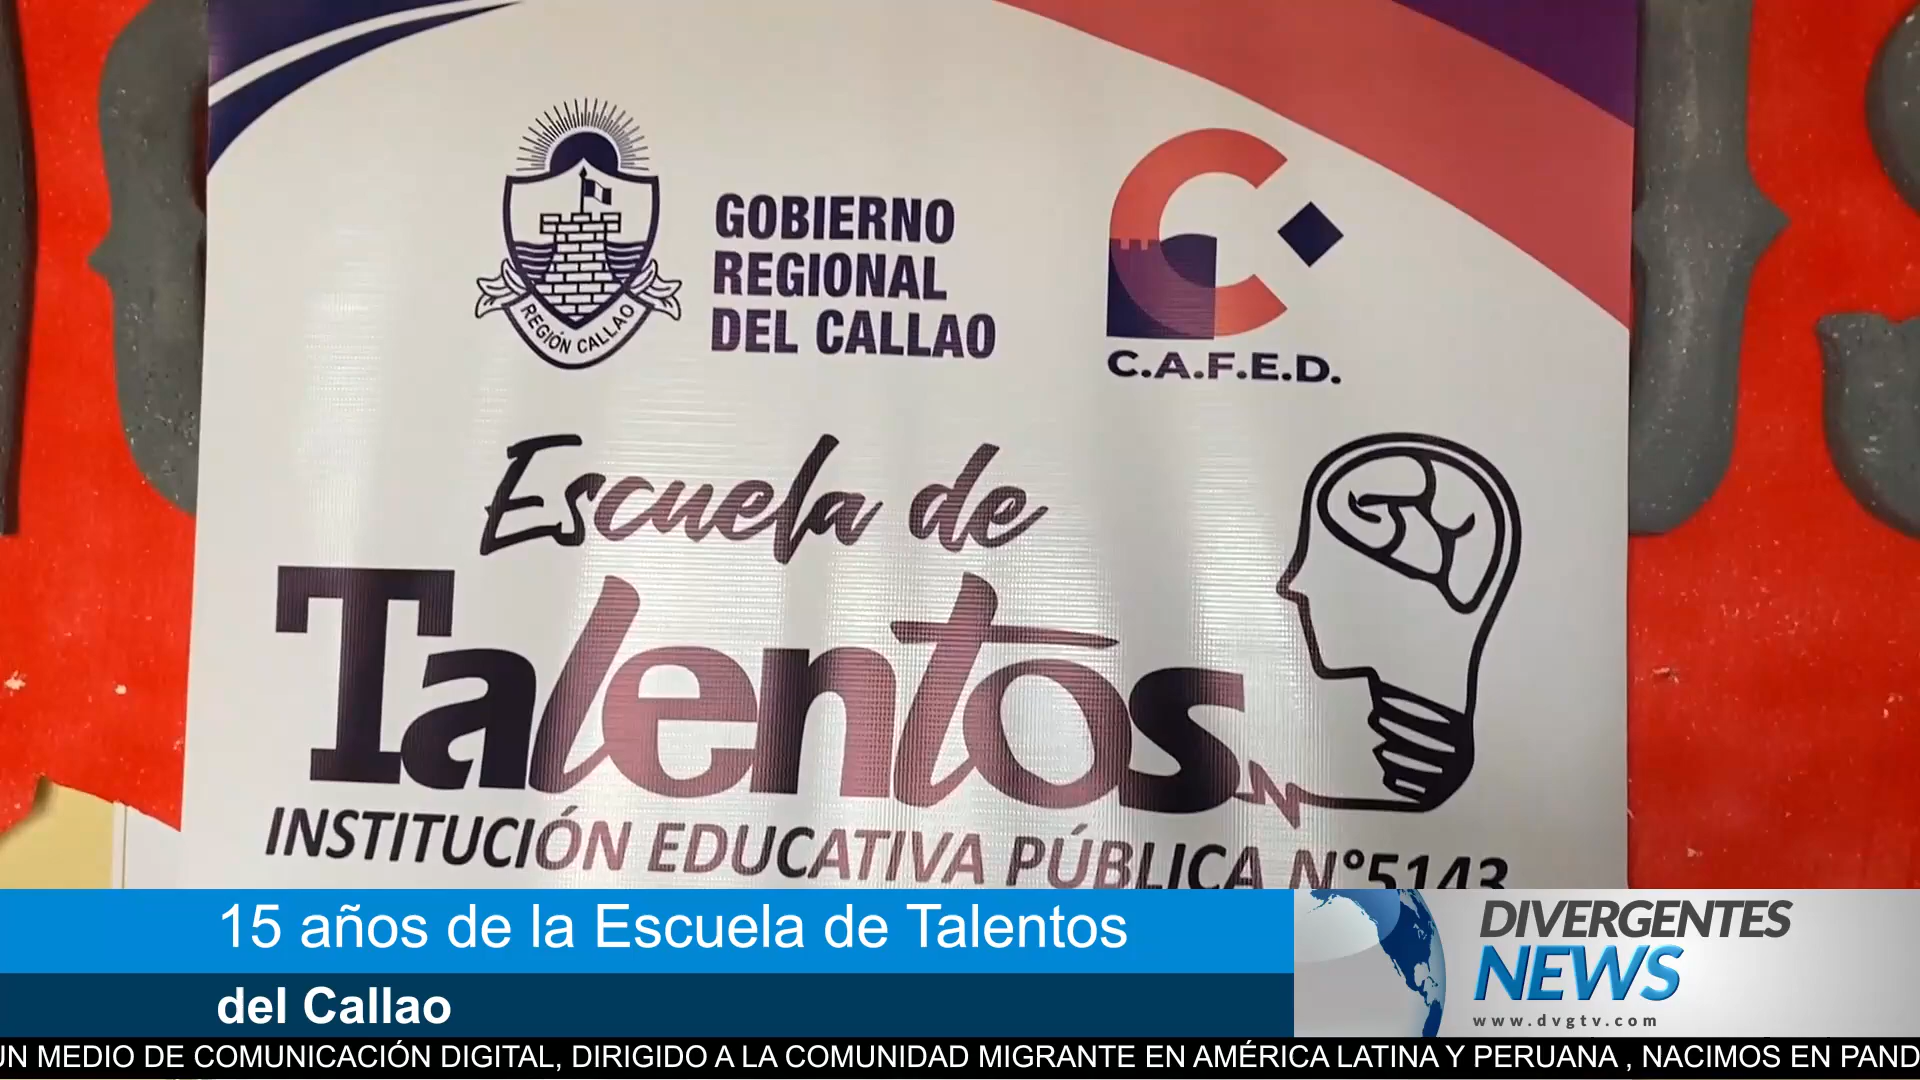 REGIÓN CALLAO
GOBIERNO
REGIONAL
DEL CALLAO
C.A.F.E.D.
Escuela de
Talentos
INSTITUCIÓN EDUCATIVA PÚBLICA N°5143
15 años de la Escuela de Talentos
del Callao
DIVERGENTES
NEWS
www.dvgtv.com
UN MEDIO DE COMUNICACIÓN DIGITAL, DIRIGIDO A LA COMUNIDAD MIGRANTE EN AMÉRICA LATINA Y PERUANA , NACIMOS EN PAND